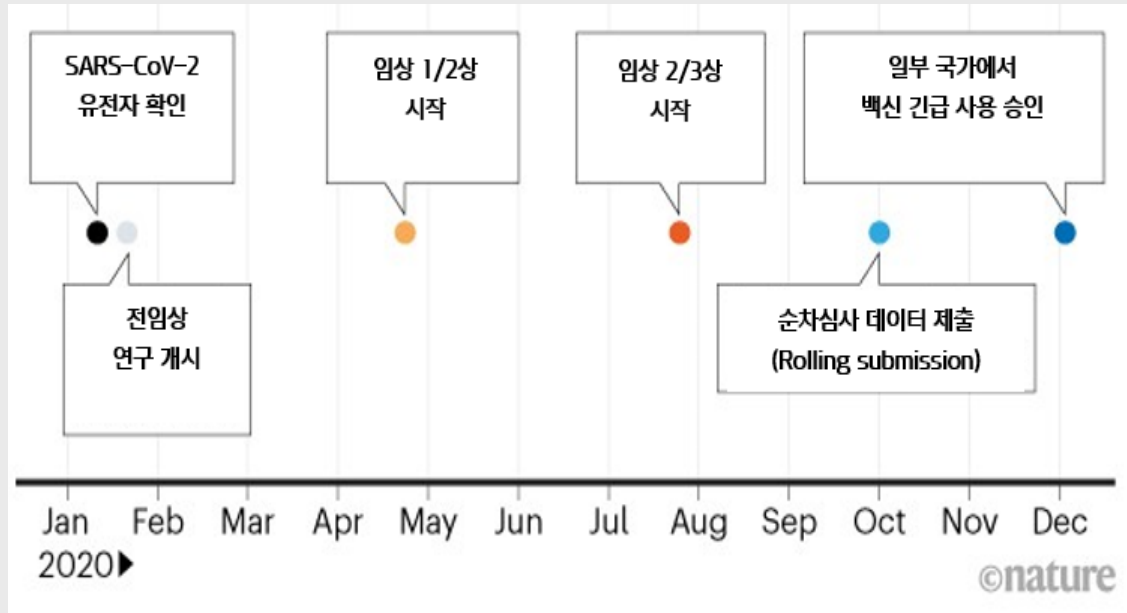 SARS-CoV-2
유전자 확인
임상 1/2상
시작
임상 2/3상
시작
일부 국가에서
백신 긴급 사용 승인
전임상
연구 개시
순차심사 데이터 제출
(Rolling submission)
Jan Feb Mar Apr May Jun Jul Aug Sep Oct Nov Dec
2020▶
©nature